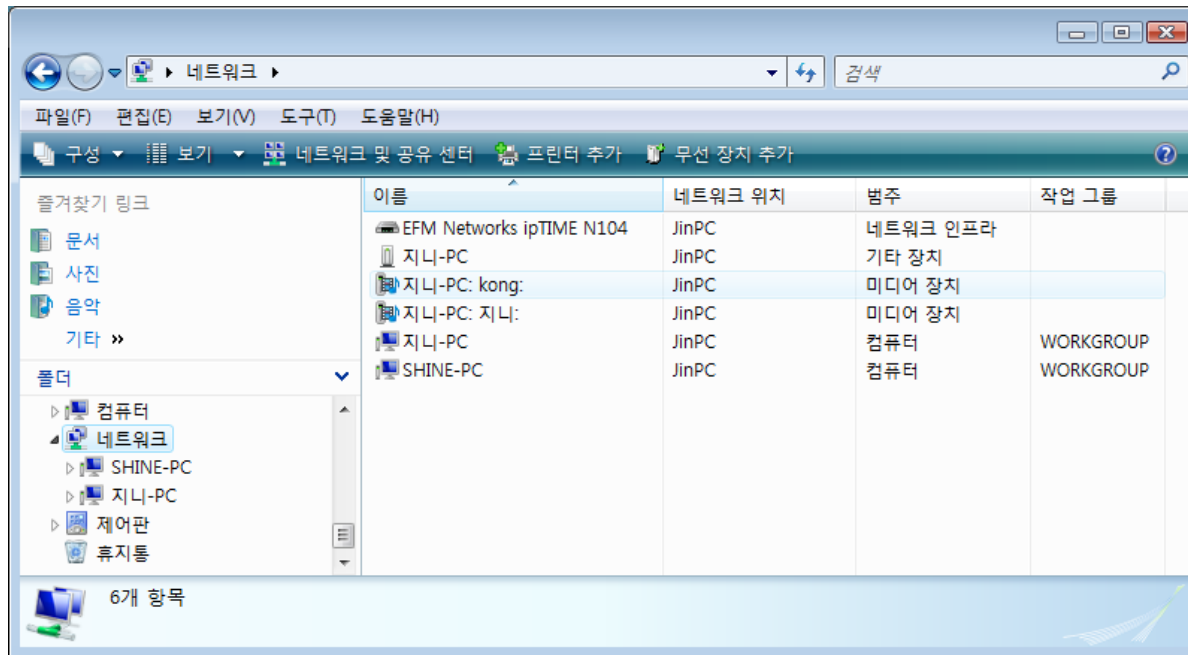 네트워크
검색
파일(F) 편집(E) 보기(V) 도구(T) 도움말(H)
구성 보기 네트워크 및 공유 센터 프린터 추가 무선 장치 추가
즐겨찾기 링크
문서
사진
음악
기타 »
폴더
컴퓨터
네트워크
SHINE-PC
지니-PC
제어판
휴지통
이름 네트워크 위치 범주 작업 그룹
EFM Networks ipTIME N104 JinPC 네트워크 인프라
지니-PC JinPC 기타 장치
지니-PC: kong: JinPC 미디어 장치
지니-PC: 지니: JinPC 미디어 장치
지니-PC JinPC 컴퓨터 WORKGROUP
SHINE-PC JinPC 컴퓨터 WORKGROUP
6개 항목